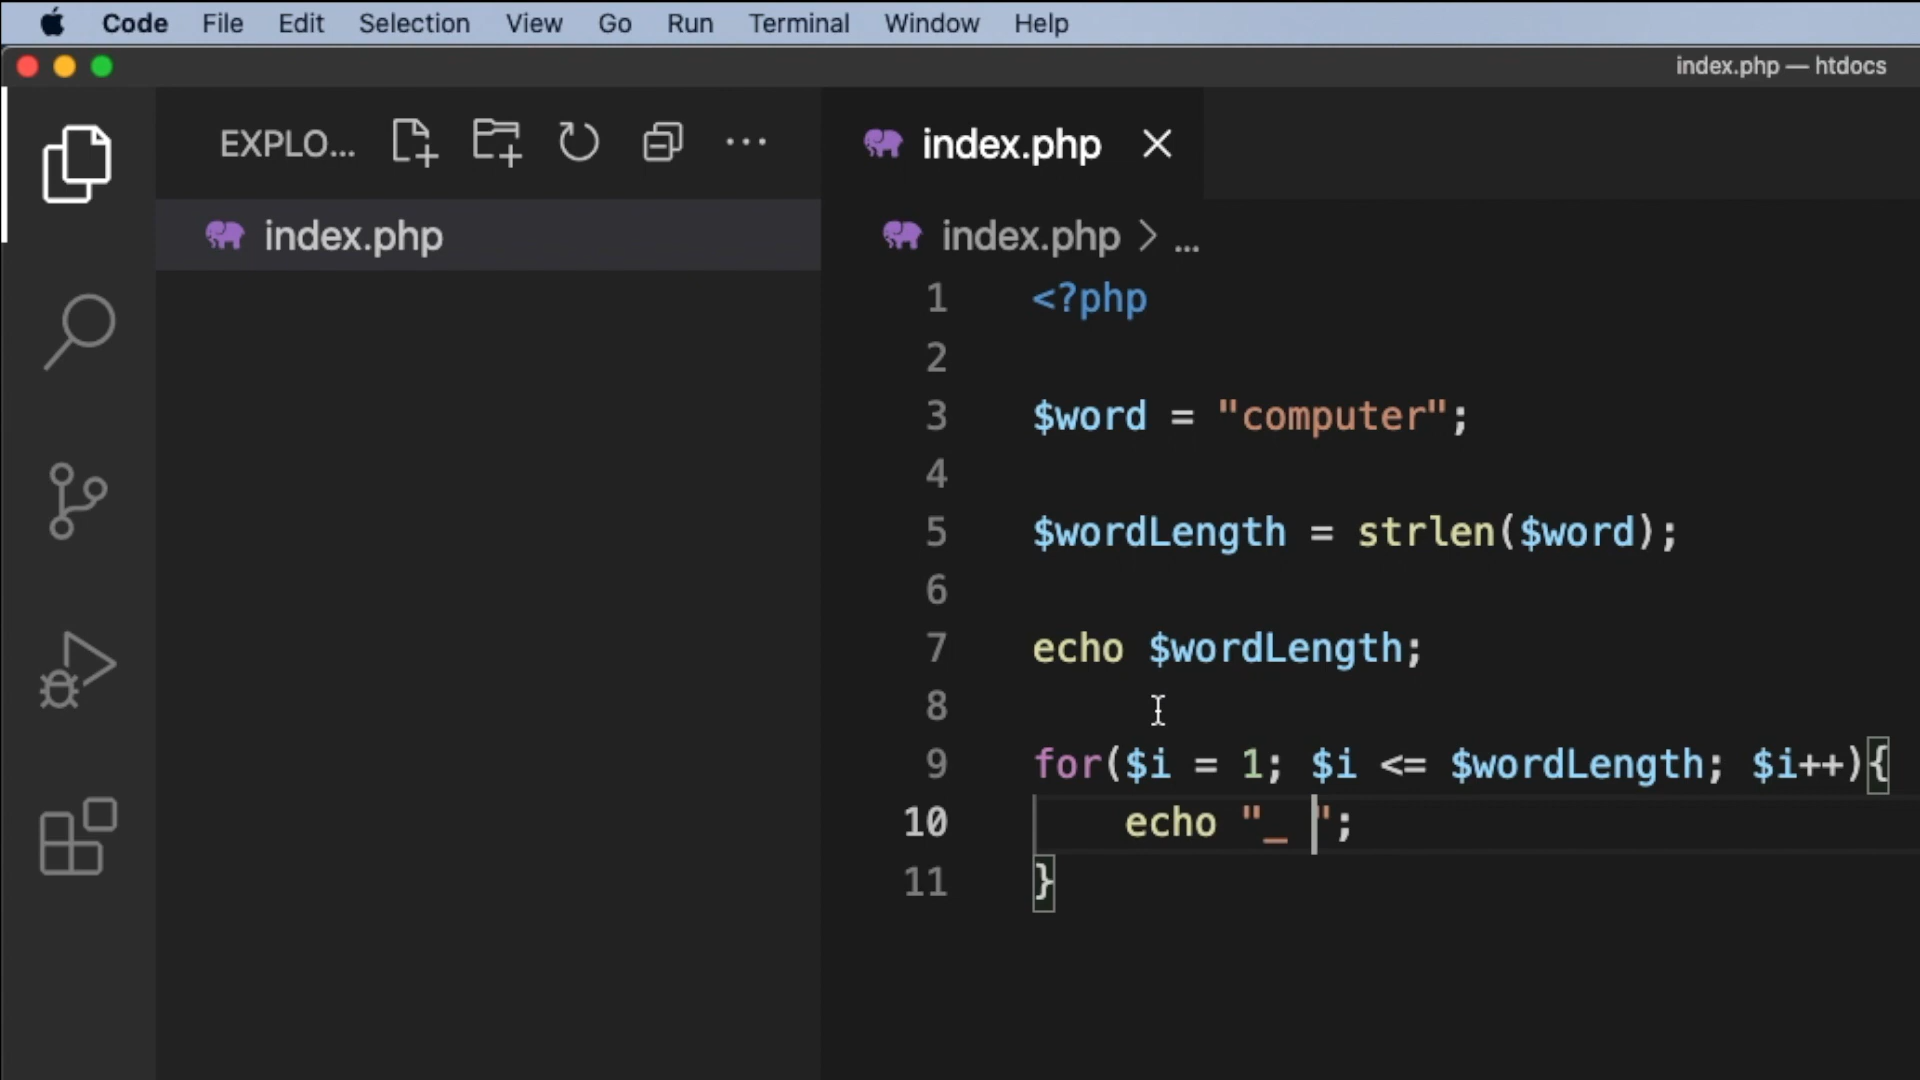 Code File Edit Selection View Go Run Terminal Window Help
index.php — htdocs
EXPLO...
index.php
index.php
index.php > ...
1 <?php
2
3 $word = "computer";
4
5 $wordLength = strlen($word);
6
7 echo $wordLength;
8
9 for($i = 1; $i <= $wordLength; $i++){
10 echo "_ ";
11 }